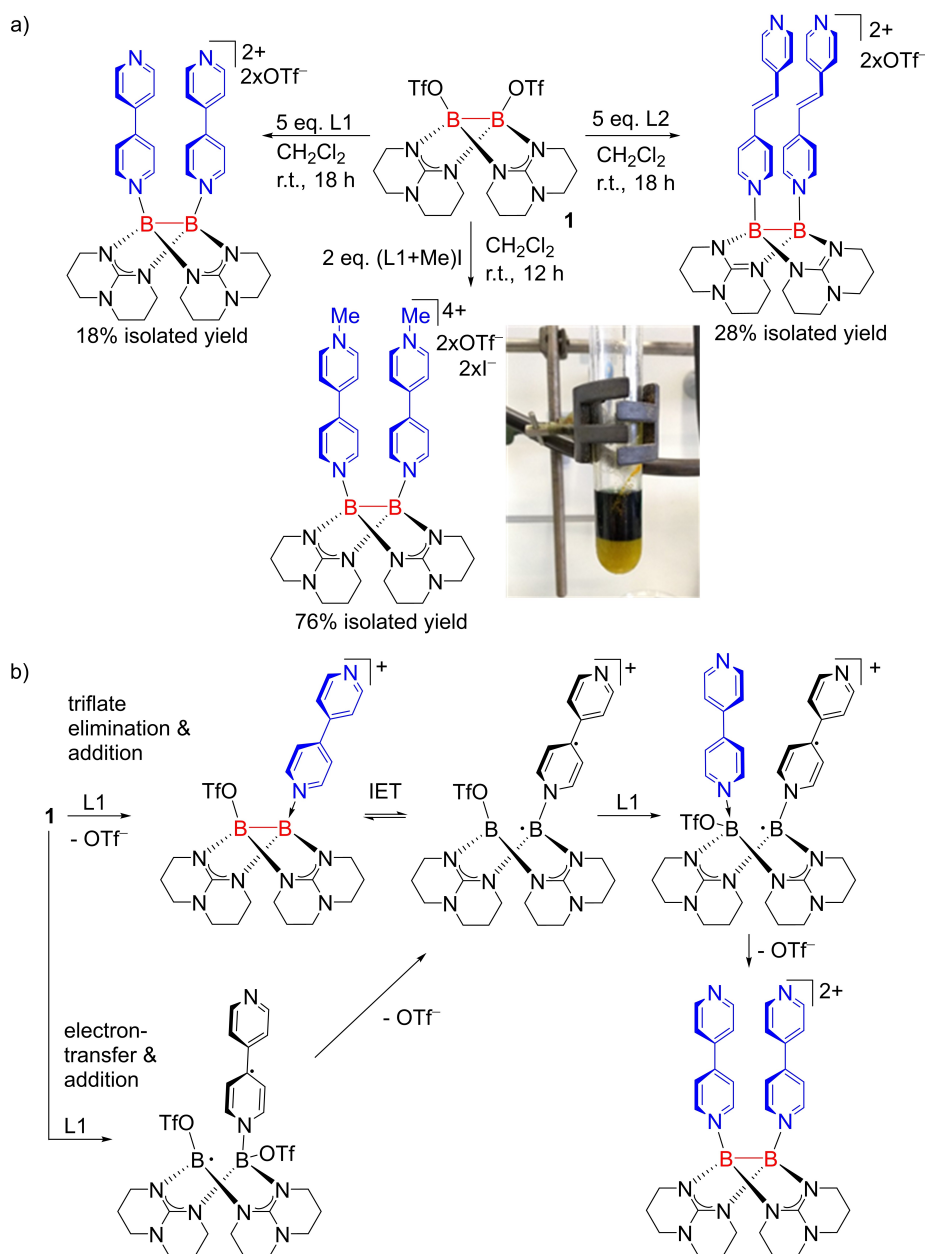 a)
2+
2xOTf⁻
18% isolated yield
5 eq. L1
CH₂Cl₂
r.t., 18 h
TfO OTf
B B
N N N N
N N
1
5 eq. L2
CH₂Cl₂
r.t., 18 h
2+
2xOTf⁻
28% isolated yield
2 eq. (L1+Me)I
CH₂Cl₂
r.t., 12 h
Me Me
4+
2xOTf⁻
2xI⁻
76% isolated yield
b)
triflate
elimination &
addition
1
L1
- OTf⁻
TfO
+
IET
TfO
+
L1
TfO
+
- OTf⁻
2+
electron-
transfer &
addition
L1
TfO
OTf
- OTf⁻